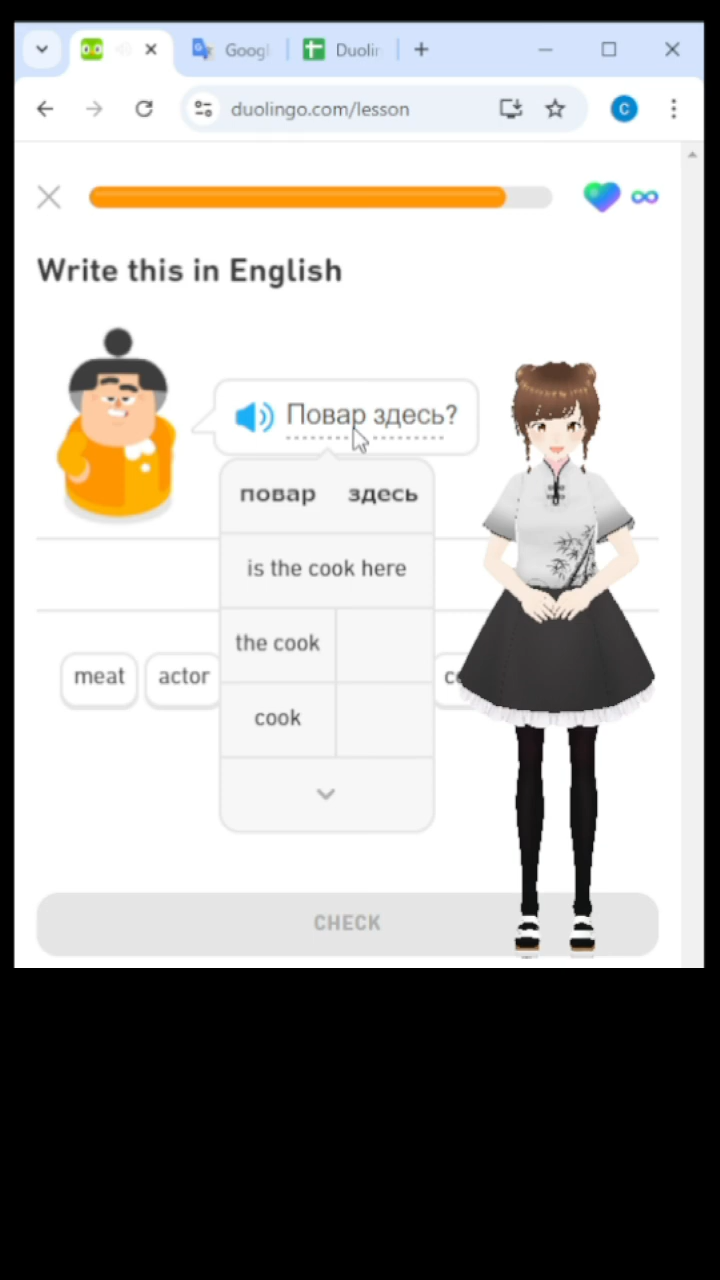 Googl
Duolin
duolingo.com/lesson
C
Write this in English
Повар здесь?
повар здесь
is the cook here
the cook
cook
meat actor
CHECK